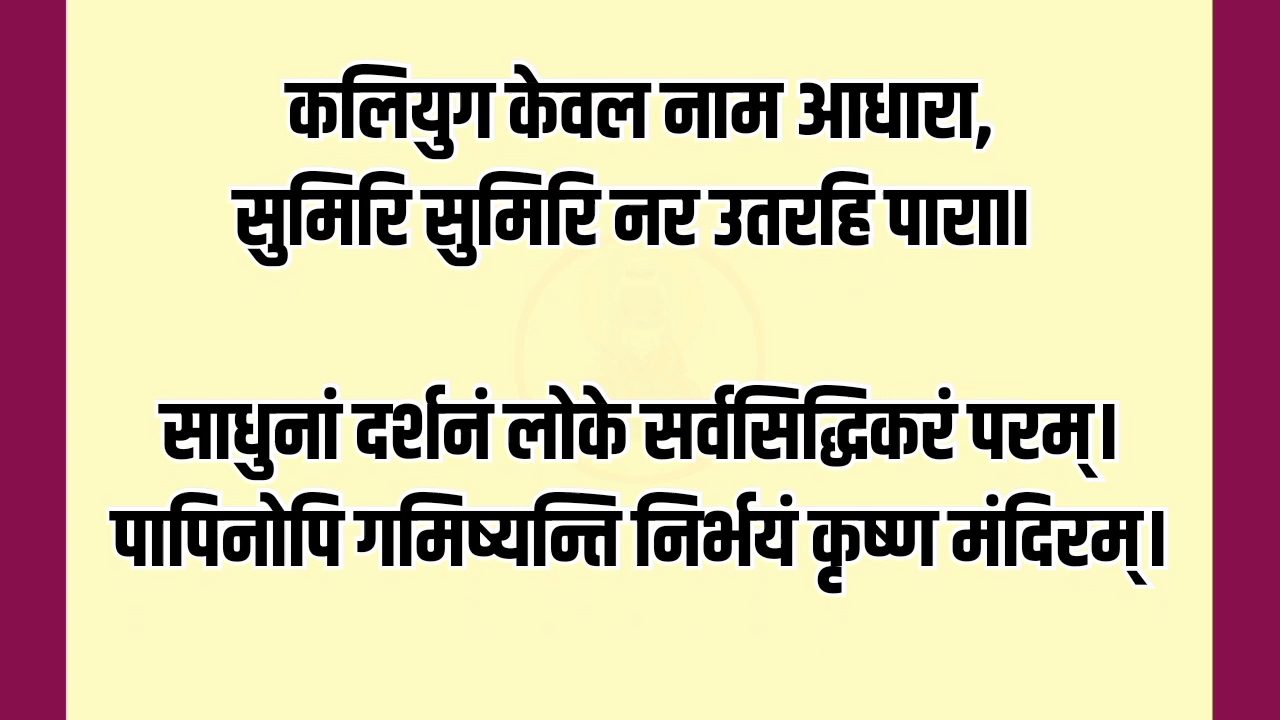 कलियुग केवल नाम आधारा,
सुमिरि सुमिरि नर उतरहि पारा॥
साधुनां दर्शनं लोके सर्वसिद्धिकरं परम्।
पापिनोपि गमिष्यन्ति निर्भयं कृष्ण मंदिरम्।